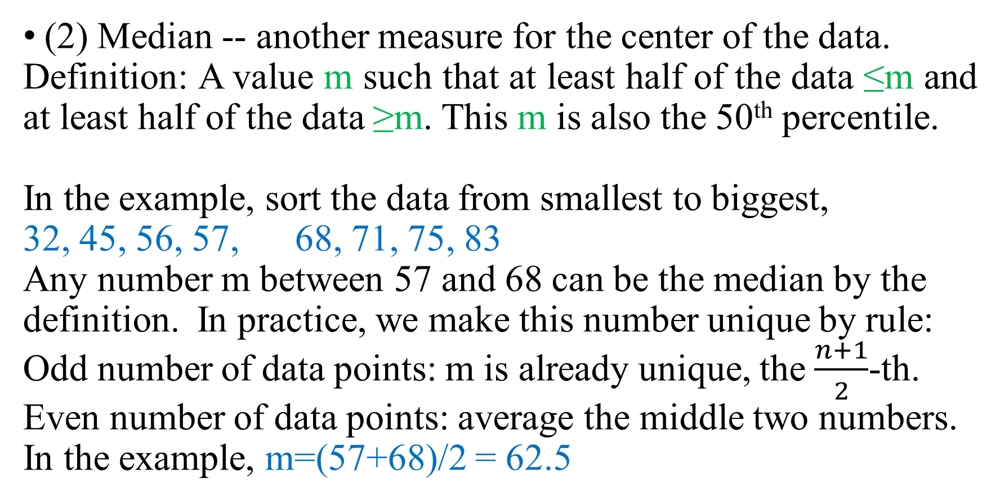 • (2) Median -- another measure for the center of the data.
Definition: A value m such that at least half of the data ≤m and
at least half of the data ≥m. This m is also the 50th percentile.
In the example, sort the data from smallest to biggest,
32, 45, 56, 57, 68, 71, 75, 83
Any number m between 57 and 68 can be the median by the
definition. In practice, we make this number unique by rule:
Odd number of data points: m is already unique, the (n+1)/2-th.
Even number of data points: average the middle two numbers.
In the example, m=(57+68)/2 = 62.5